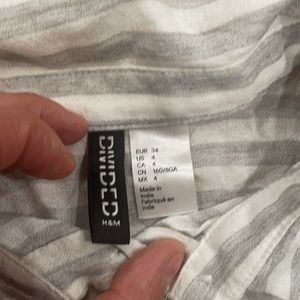 DIVIDED
H&M
EUR 34
US 4
CA 4
CN 160/80A
MX 4
Made in
India
Fabriqué en
Inde